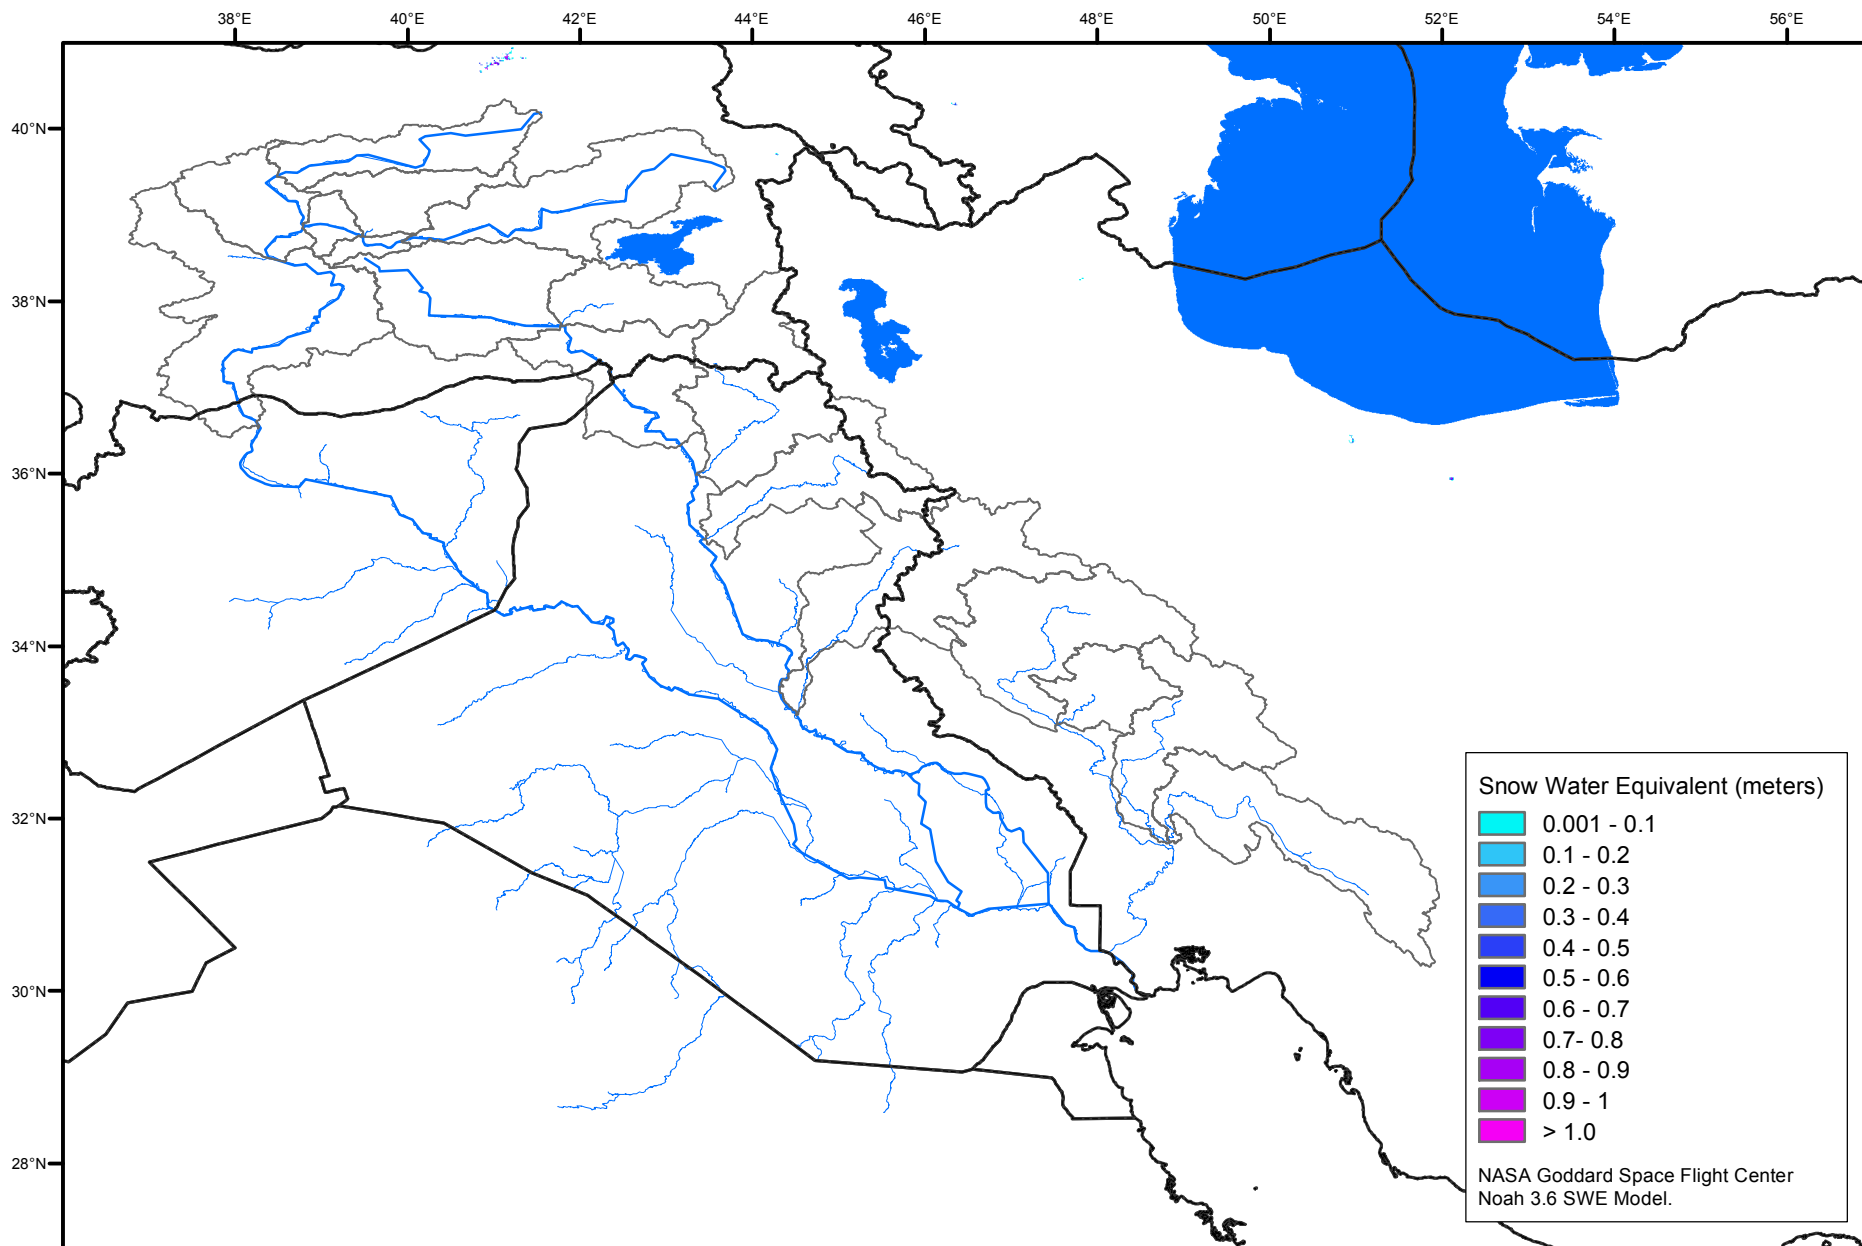 38°E 40°E 42°E 44°E 46°E 48°E 50°E 52°E 54°E 56°E
40°N
38°N
36°N
34°N
32°N
30°N
28°N
Snow Water Equivalent (meters)
0.001 - 0.1
0.1 - 0.2
0.2 - 0.3
0.3 - 0.4
0.4 - 0.5
0.5 - 0.6
0.6 - 0.7
0.7- 0.8
0.8 - 0.9
0.9 - 1
> 1.0
NASA Goddard Space Flight Center
Noah 3.6 SWE Model.